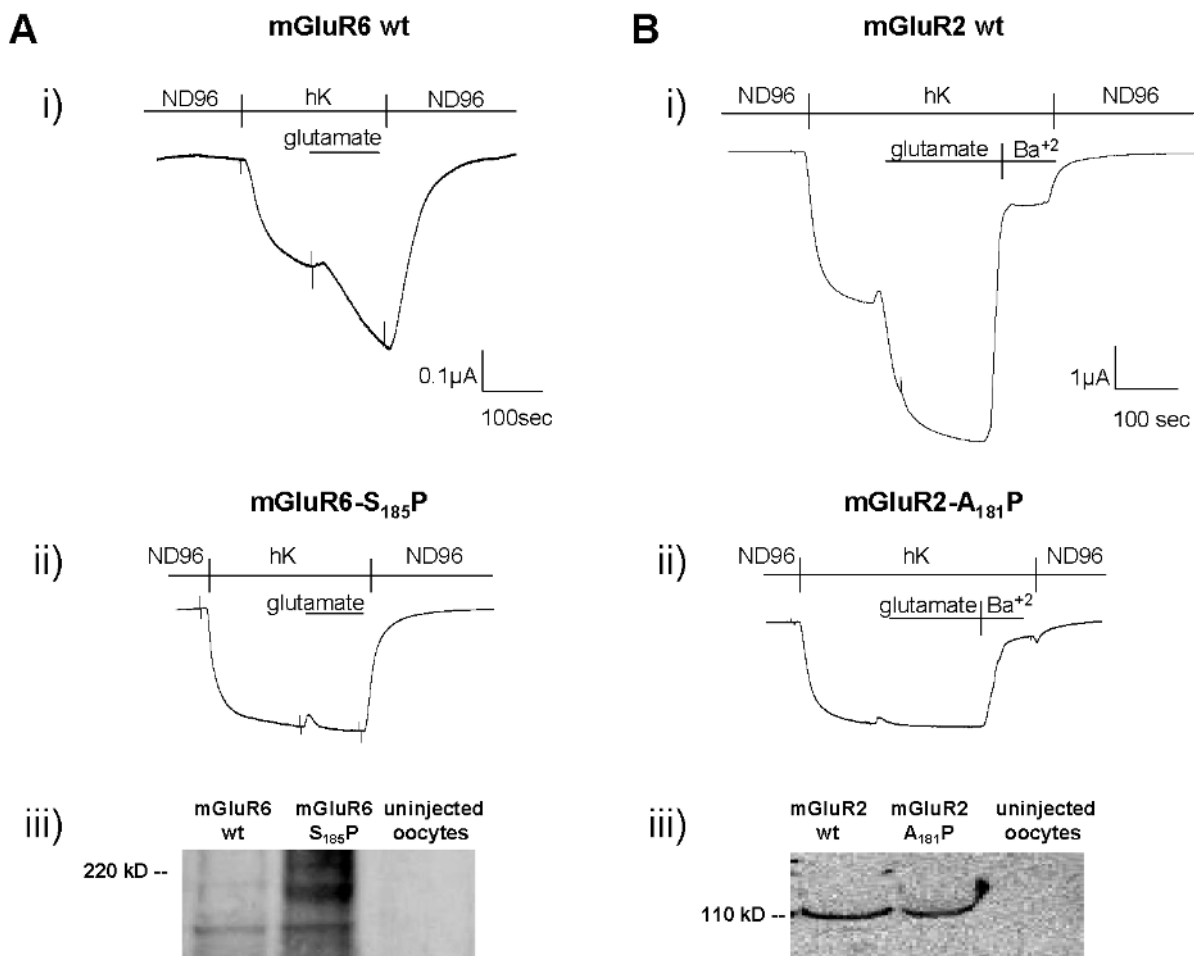 A
mGluR6 wt
i)
ND96 hK ND96
glutamate
0.1µA
100sec
mGluR6-S₁₈₅P
ii)
ND96 hK ND96
glutamate
iii)
mGluR6 wt
mGluR6 S₁₈₅P
uninjected oocytes
220 kD --
B
mGluR2 wt
i)
ND96 hK ND96
glutamate Ba⁺²
1µA
100 sec
mGluR2-A₁₈₁P
ii)
ND96 hK ND96
glutamate Ba⁺²
iii)
mGluR2 wt
mGluR2 A₁₈₁P
uninjected oocytes
110 kD --